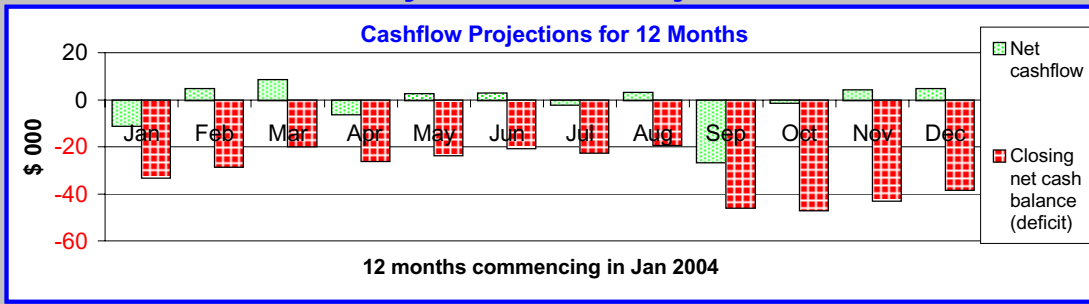 Cashflow Projections for 12 Months
20
0
-20
-40
-60
$ 000
Jan Feb Mar Apr May Jun Jul Aug Sep Oct Nov Dec
12 months commencing in Jan 2004
Net
cashflow
Closing
net cash
balance
(deficit)